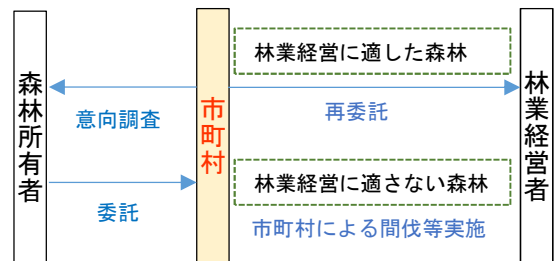 森林所有者
意向調査
委託
市町村
林業経営に適した森林
再委託
林業経営に適さない森林
市町村による間伐等実施
林業経営者